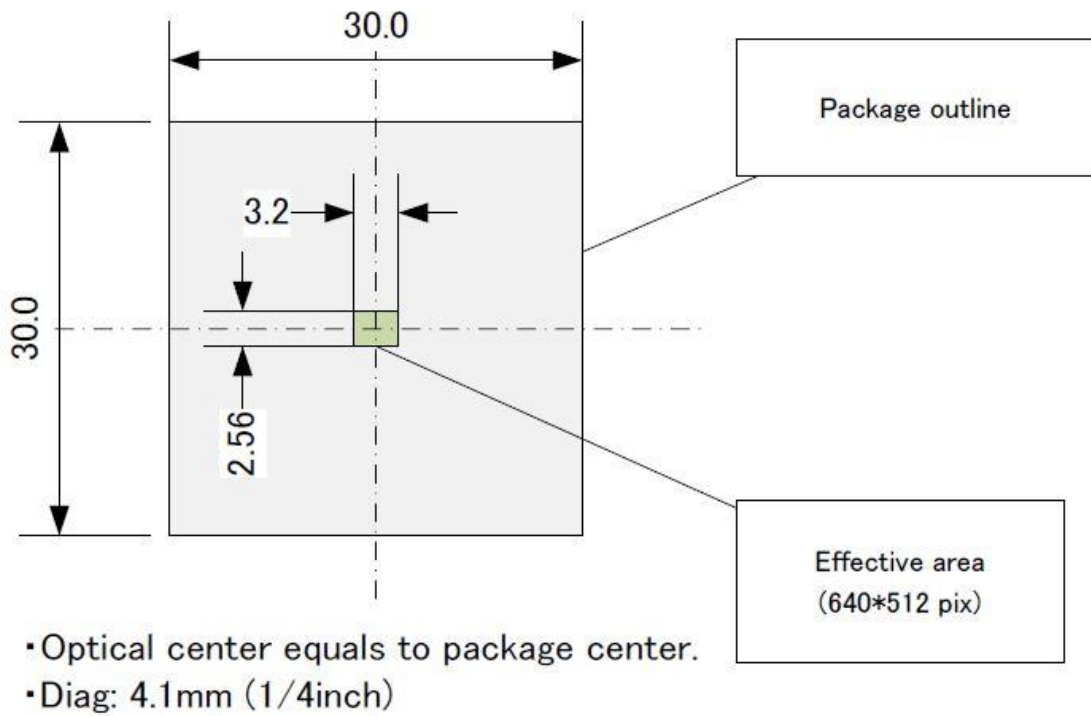 30.0
Package outline
3.2
30.0
2.56
Effective area
(640*512 pix)
・Optical center equals to package center.
・Diag: 4.1mm (1/4inch)